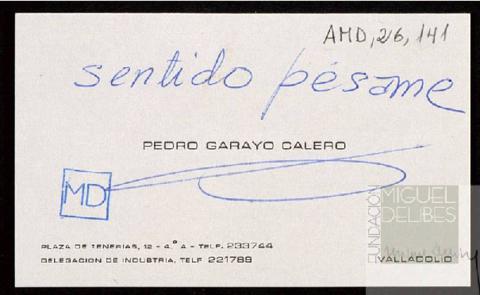 AMD, 26, 141
sentido pésame
PEDRO GARAYO CALERO
MD
PLAZA DE TENERIAS, 12 - 4.º A - TELF. 233744
DELEGACION DE INDUSTRIA, TELF 221788
VALLADOLID
FUNDACIÓN
MIGUEL
DELIBES